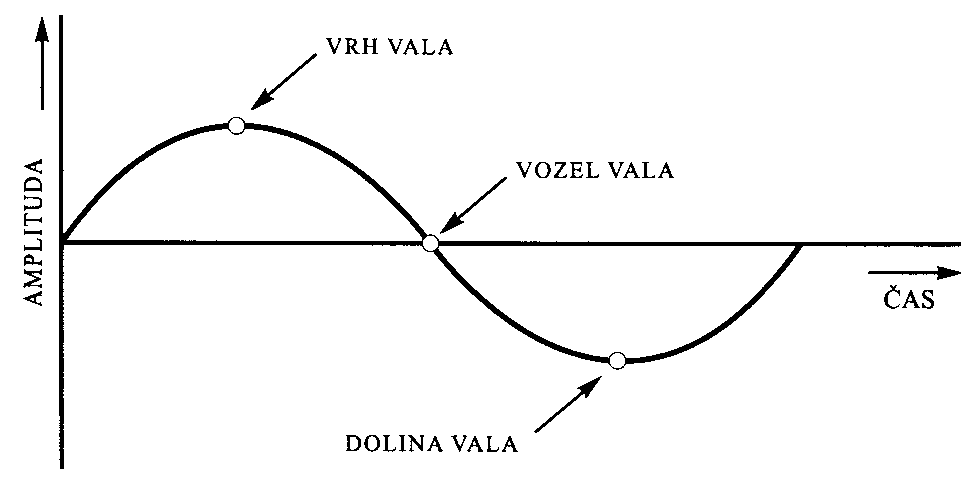 VRH VALA
VOZEL VALA
AMPLITUDA
ČAS
DOLINA VALA